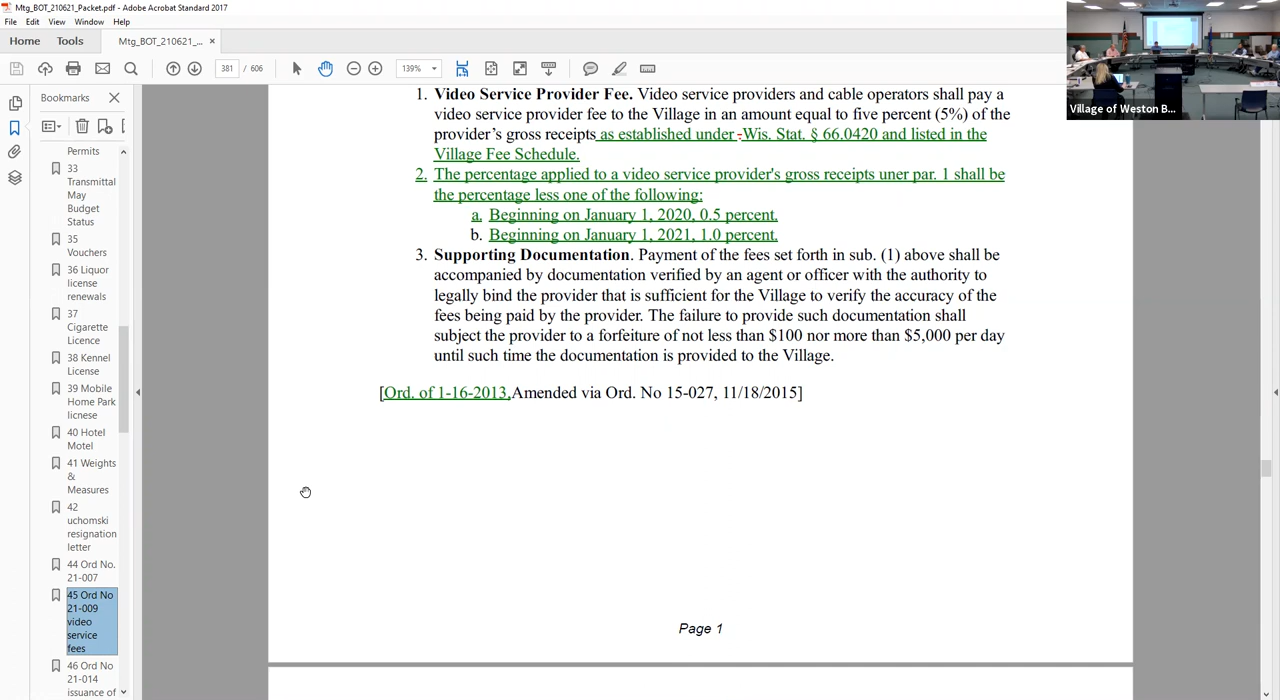 Mtg_BOT_210621_Packet.pdf - Adobe Acrobat Standard 2017
File Edit View Window Help
Home Tools Mtg_BOT_210621_... ×
381 / 606 139%
Bookmarks
Permits
33
Transmittal
May
Budget
Status
35
Vouchers
36 Liquor
license
renewals
37
Cigarette
Licence
38 Kennel
License
39 Mobile
Home Park
licnese
40 Hotel
Motel
41 Weights
&
Measures
42
uchomski
resignation
letter
44 Ord No.
21-007
45 Ord No
21-009
video
service
fees
46 Ord No
21-014
issuance of
1. Video Service Provider Fee. Video service providers and cable operators shall pay a
video service provider fee to the Village in an amount equal to five percent (5%) of the
provider's gross receipts as established under -Wis. Stat. § 66.0420 and listed in the
Village Fee Schedule.
2. The percentage applied to a video service provider's gross receipts uner par. 1 shall be
the percentage less one of the following:
a. Beginning on January 1, 2020, 0.5 percent.
b. Beginning on January 1, 2021, 1.0 percent.
3. Supporting Documentation. Payment of the fees set forth in sub. (1) above shall be
accompanied by documentation verified by an agent or officer with the authority to
legally bind the provider that is sufficient for the Village to verify the accuracy of the
fees being paid by the provider. The failure to provide such documentation shall
subject the provider to a forfeiture of not less than $100 nor more than $5,000 per day
until such time the documentation is provided to the Village.
[Ord. of 1-16-2013,Amended via Ord. No 15-027, 11/18/2015]
Page 1
Village of Weston B...